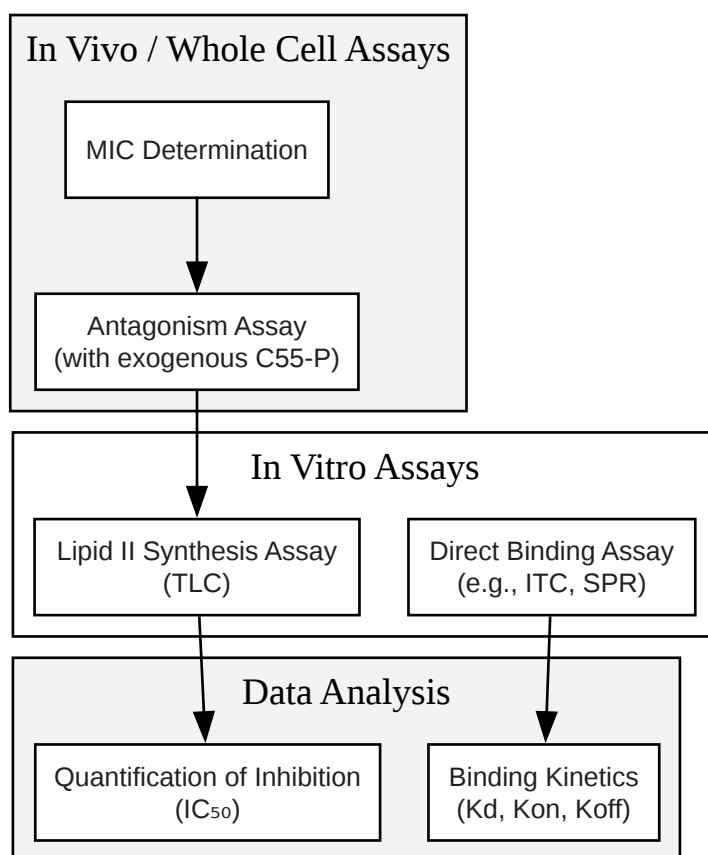 In Vivo / Whole Cell Assays
MIC Determination
Antagonism Assay
(with exogenous C55-P)
In Vitro Assays
Lipid II Synthesis Assay
(TLC)
Direct Binding Assay
(e.g., ITC, SPR)
Data Analysis
Quantification of Inhibition
(IC₅₀)
Binding Kinetics
(Kd, Kon, Koff)